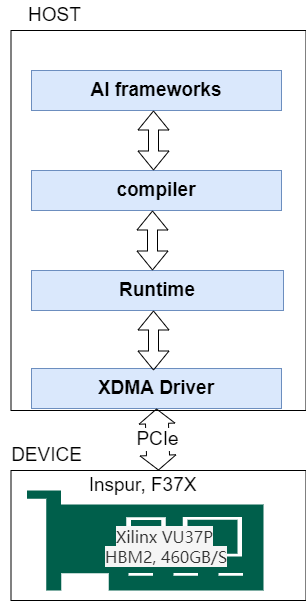 HOST
AI frameworks
compiler
Runtime
XDMA Driver
PCIe
DEVICE
Inspur, F37X
Xilinx VU37P
HBM2, 460GB/S